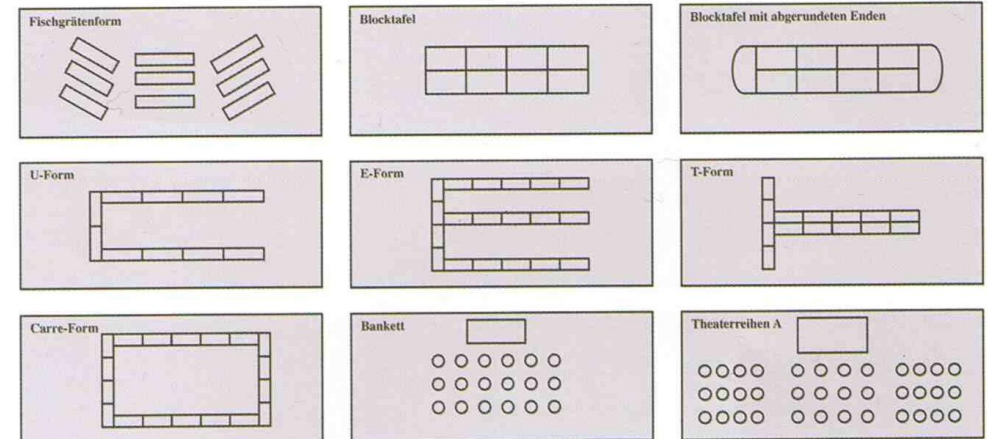 Fischgrätenform
Blocktafel
Blocktafel mit abgerundeten Enden
U-Form
E-Form
T-Form
Carre-Form
Bankett
Theaterreihen A